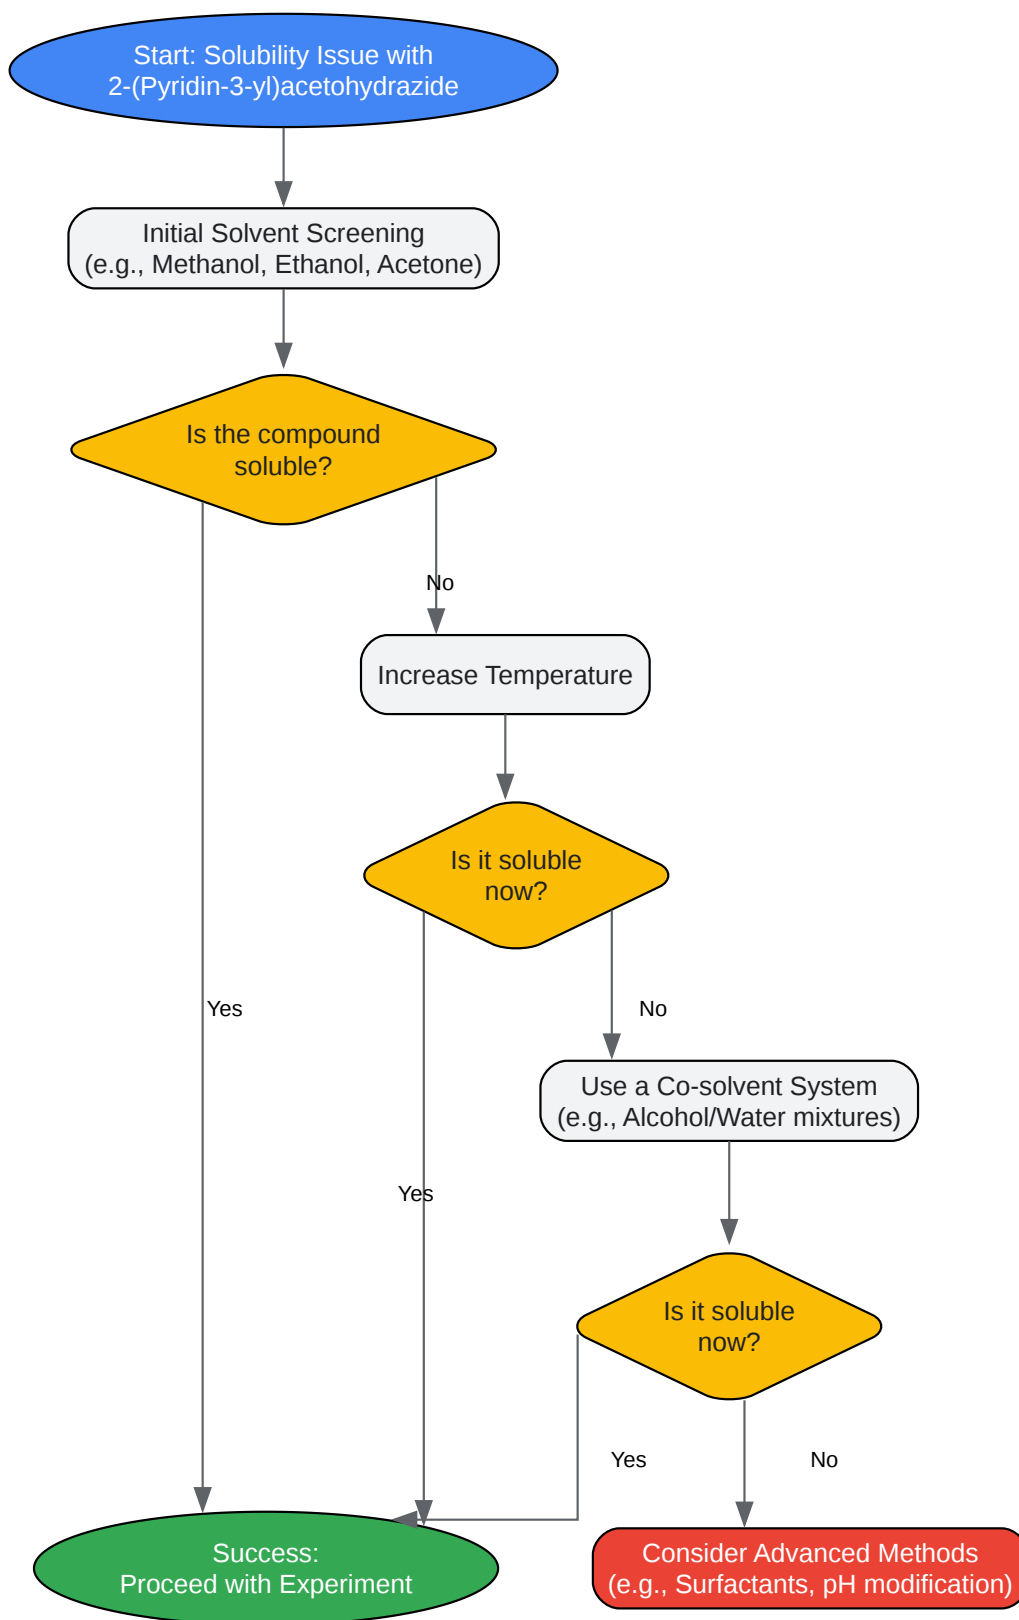 Start: Solubility Issue with
2-(Pyridin-3-yl)acetohydrazide
Initial Solvent Screening
(e.g., Methanol, Ethanol, Acetone)
Is the compound
soluble?
No
Increase Temperature
Is it soluble
now?
Yes
No
Use a Co-solvent System
(e.g., Alcohol/Water mixtures)
Yes
Is it soluble
now?
Yes
No
Success:
Proceed with Experiment
Consider Advanced Methods
(e.g., Surfactants, pH modification)